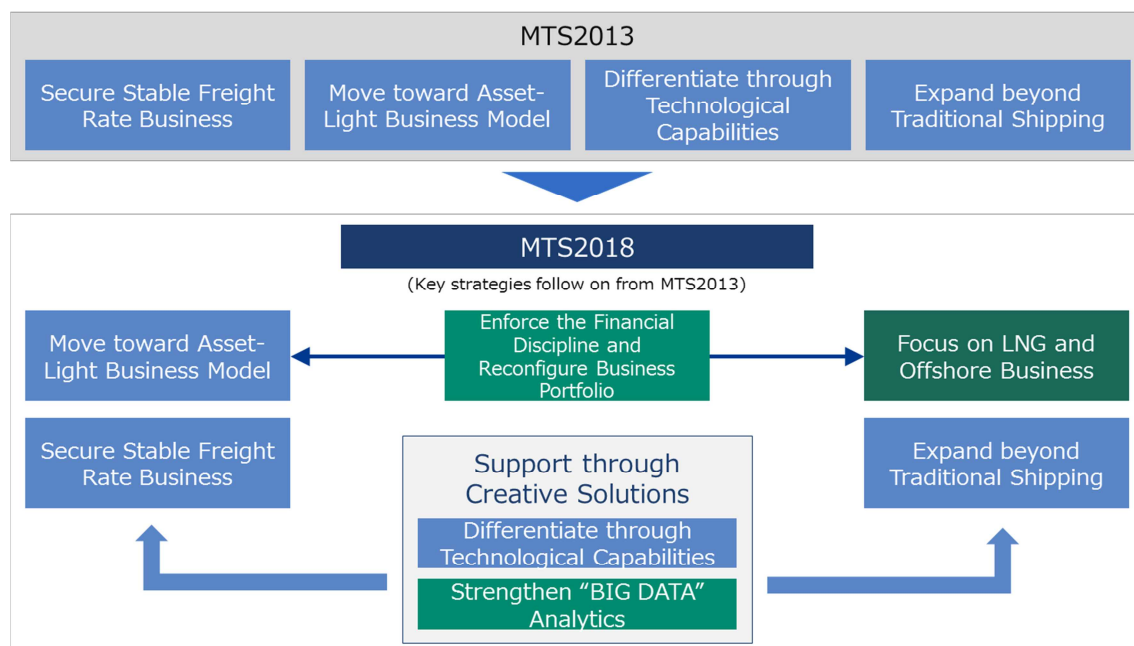 MTS2013
Secure Stable Freight
Rate Business
Move toward Asset-
Light Business Model
Differentiate through
Technological
Capabilities
Expand beyond
Traditional Shipping
MTS2018
(Key strategies follow on from MTS2013)
Move toward Asset-
Light Business Model
Enforce the Financial
Discipline and
Reconfigure Business
Portfolio
Focus on LNG and
Offshore Business
Secure Stable Freight
Rate Business
Support through
Creative Solutions
Differentiate through
Technological Capabilities
Strengthen “BIG DATA”
Analytics
Expand beyond
Traditional Shipping